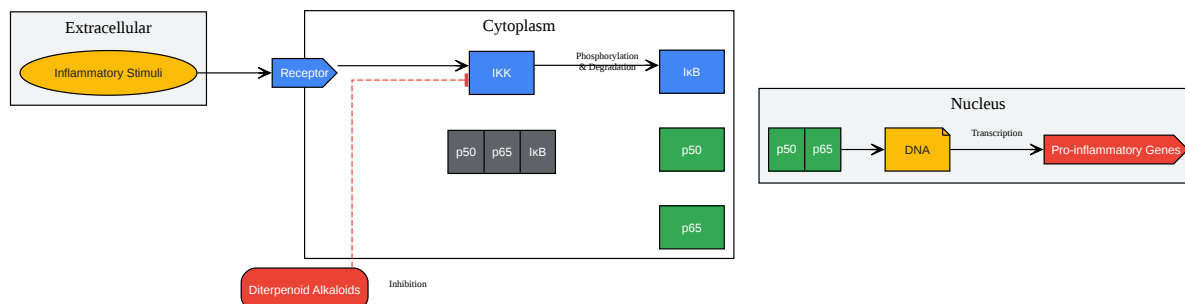 Extracellular
Inflammatory Stimuli
Receptor
Cytoplasm
IKK
Phosphorylation
& Degradation
IκB
p50 p65 IκB
p50
p65
Diterpenoid Alkaloids
Inhibition
Nucleus
p50 p65
DNA
Transcription
Pro-inflammatory Genes